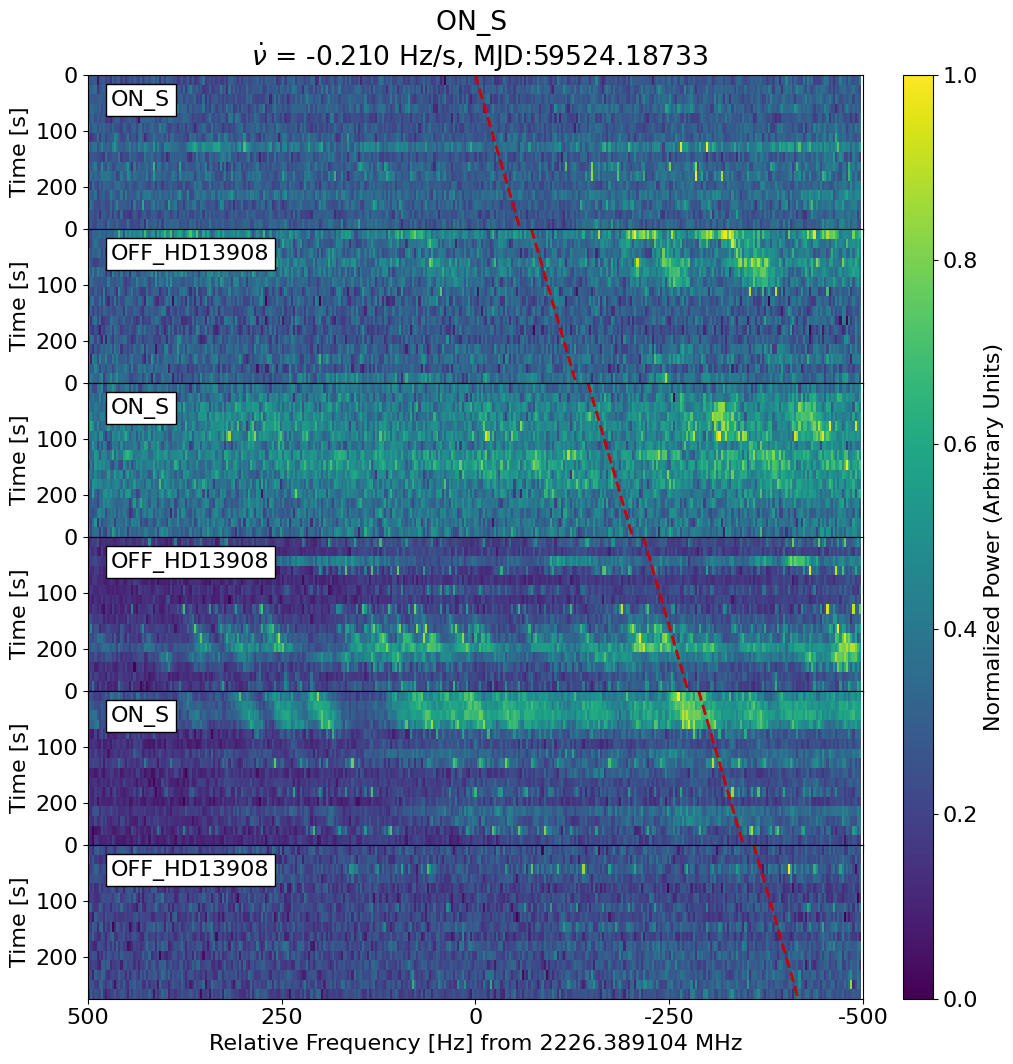 ON_S
ν̇ = -0.210 Hz/s, MJD:59524.18733
0
ON_S
100
200
Time [s]
0
OFF_HD13908
100
200
Time [s]
0
ON_S
100
200
Time [s]
0
OFF_HD13908
100
200
Time [s]
0
ON_S
100
200
Time [s]
0
OFF_HD13908
100
200
Time [s]
500 250 0 -250 -500
Relative Frequency [Hz] from 2226.389104 MHz
1.0
0.8
0.6
0.4
0.2
0.0
Normalized Power (Arbitrary Units)